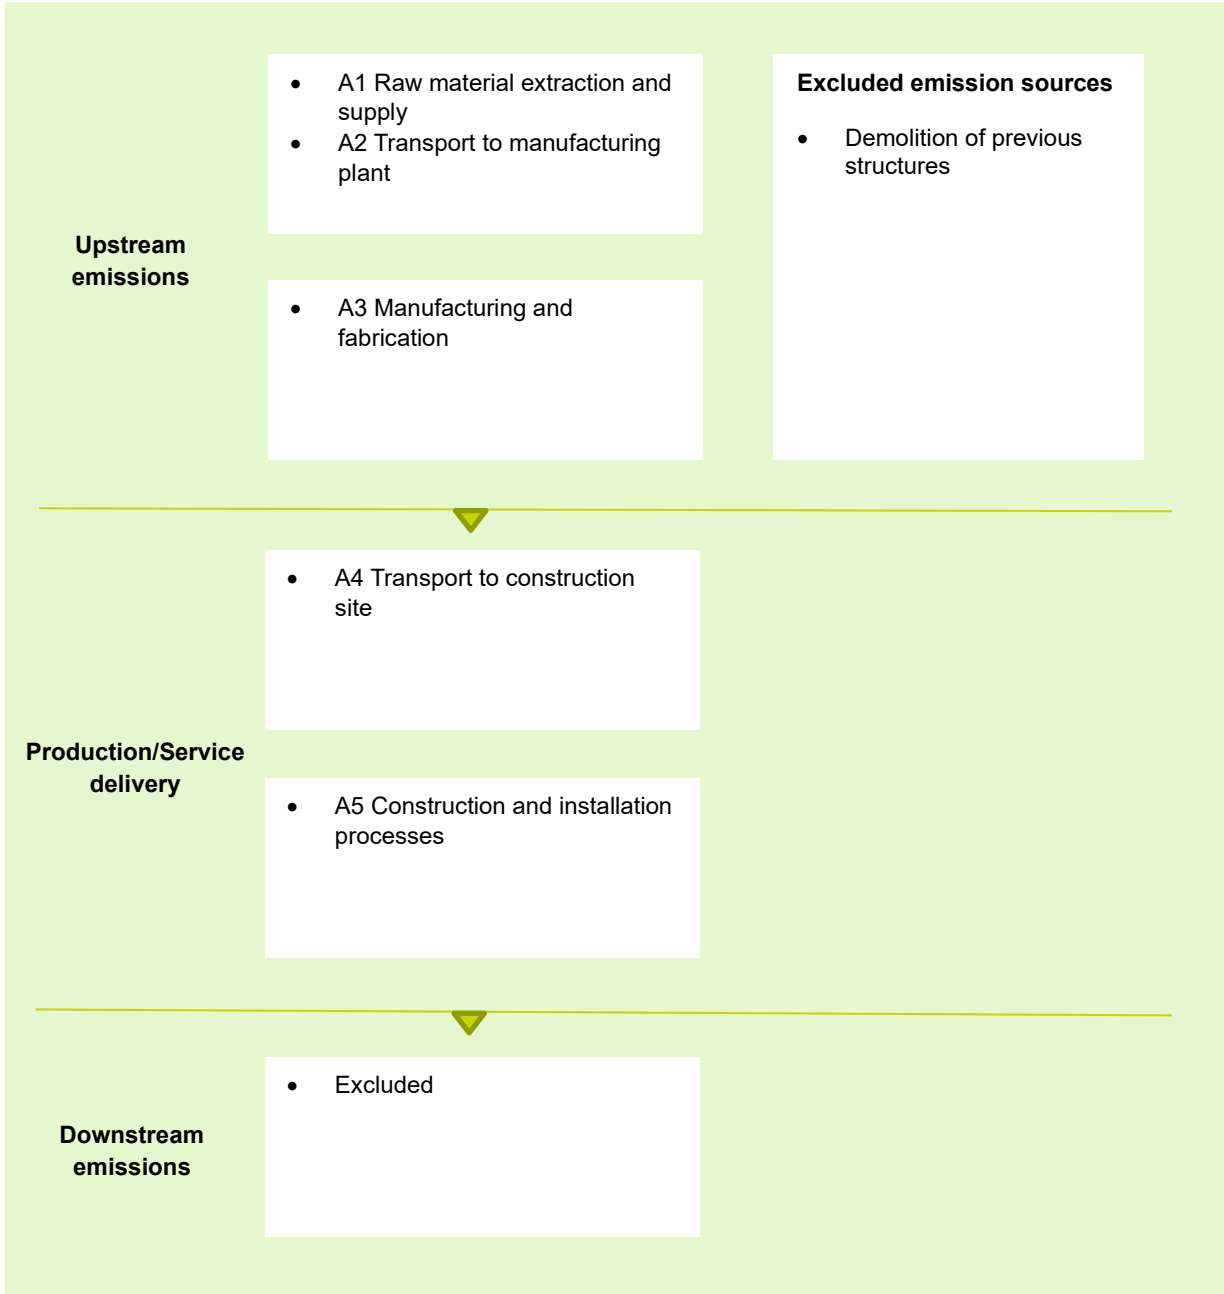 Upstream
emissions
• A1 Raw material extraction and
supply
• A2 Transport to manufacturing
plant
• A3 Manufacturing and
fabrication
Excluded emission sources
• Demolition of previous
structures
Production/Service
delivery
• A4 Transport to construction
site
• A5 Construction and installation
processes
Downstream
emissions
• Excluded